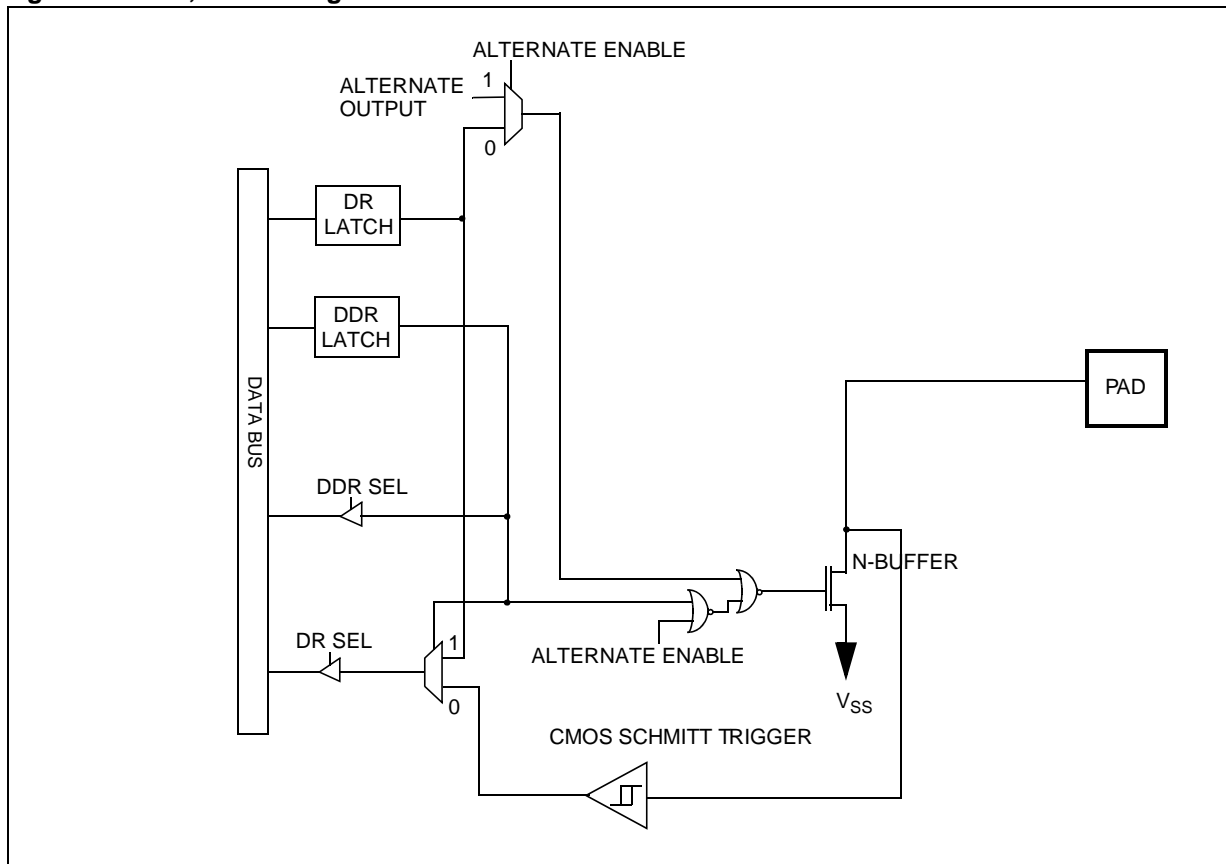 ALTERNATE ENABLE
ALTERNATE
OUTPUT
1
0
DR
LATCH
DDR
LATCH
DATA BUS
PAD
DDR SEL
N-BUFFER
DR SEL
1
0
ALTERNATE ENABLE
VSS
CMOS SCHMITT TRIGGER